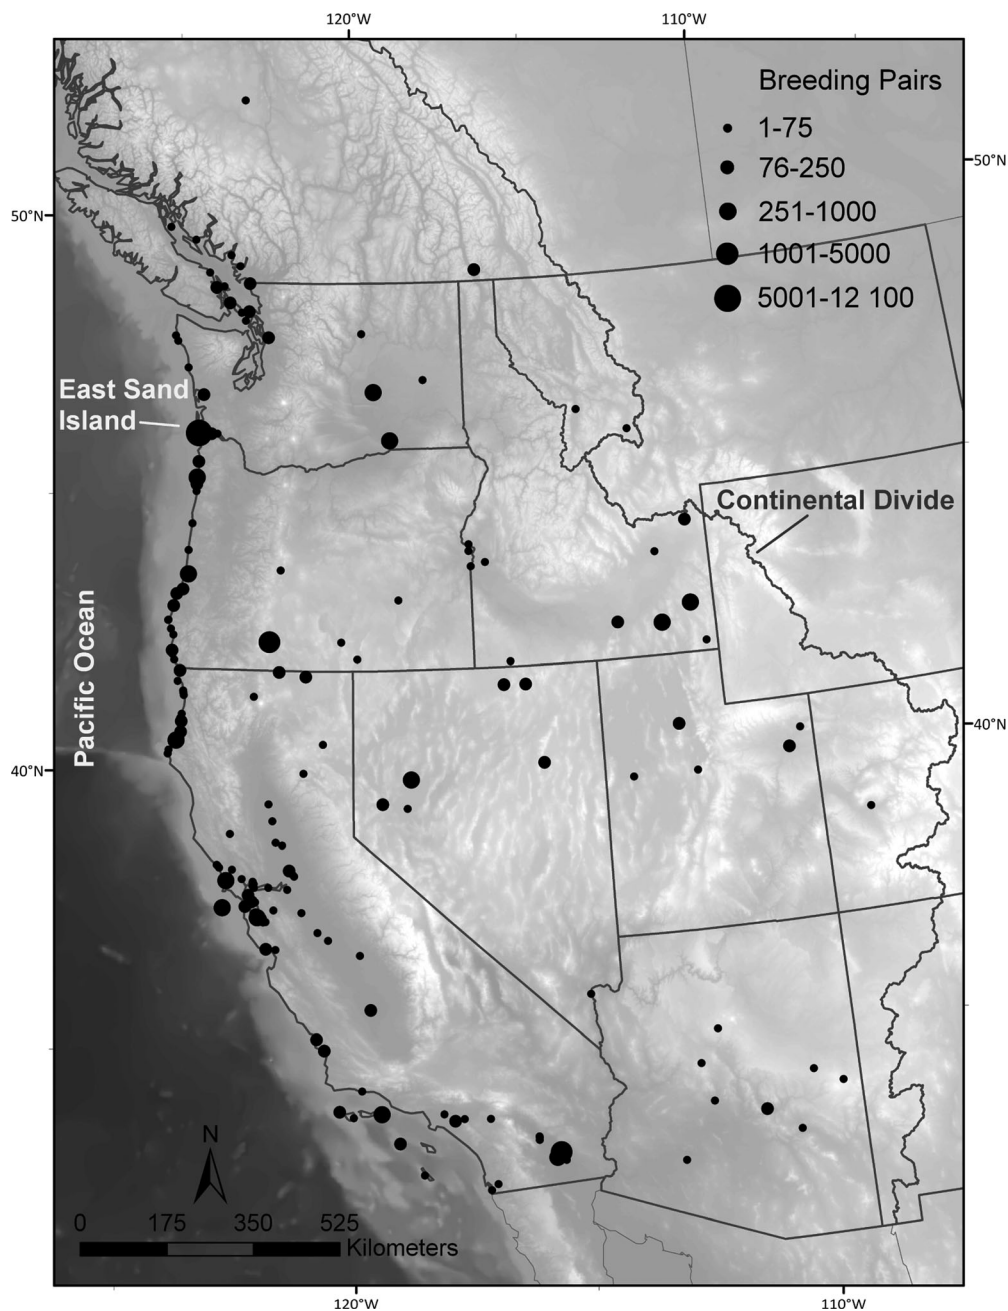 120°W
110°W
Breeding Pairs
1-75
76-250
251-1000
1001-5000
5001-12 100
50°N
50°N
East Sand
Island
Continental Divide
Pacific Ocean
40°N
40°N
N
0 175 350 525
Kilometers
120°W
110°W